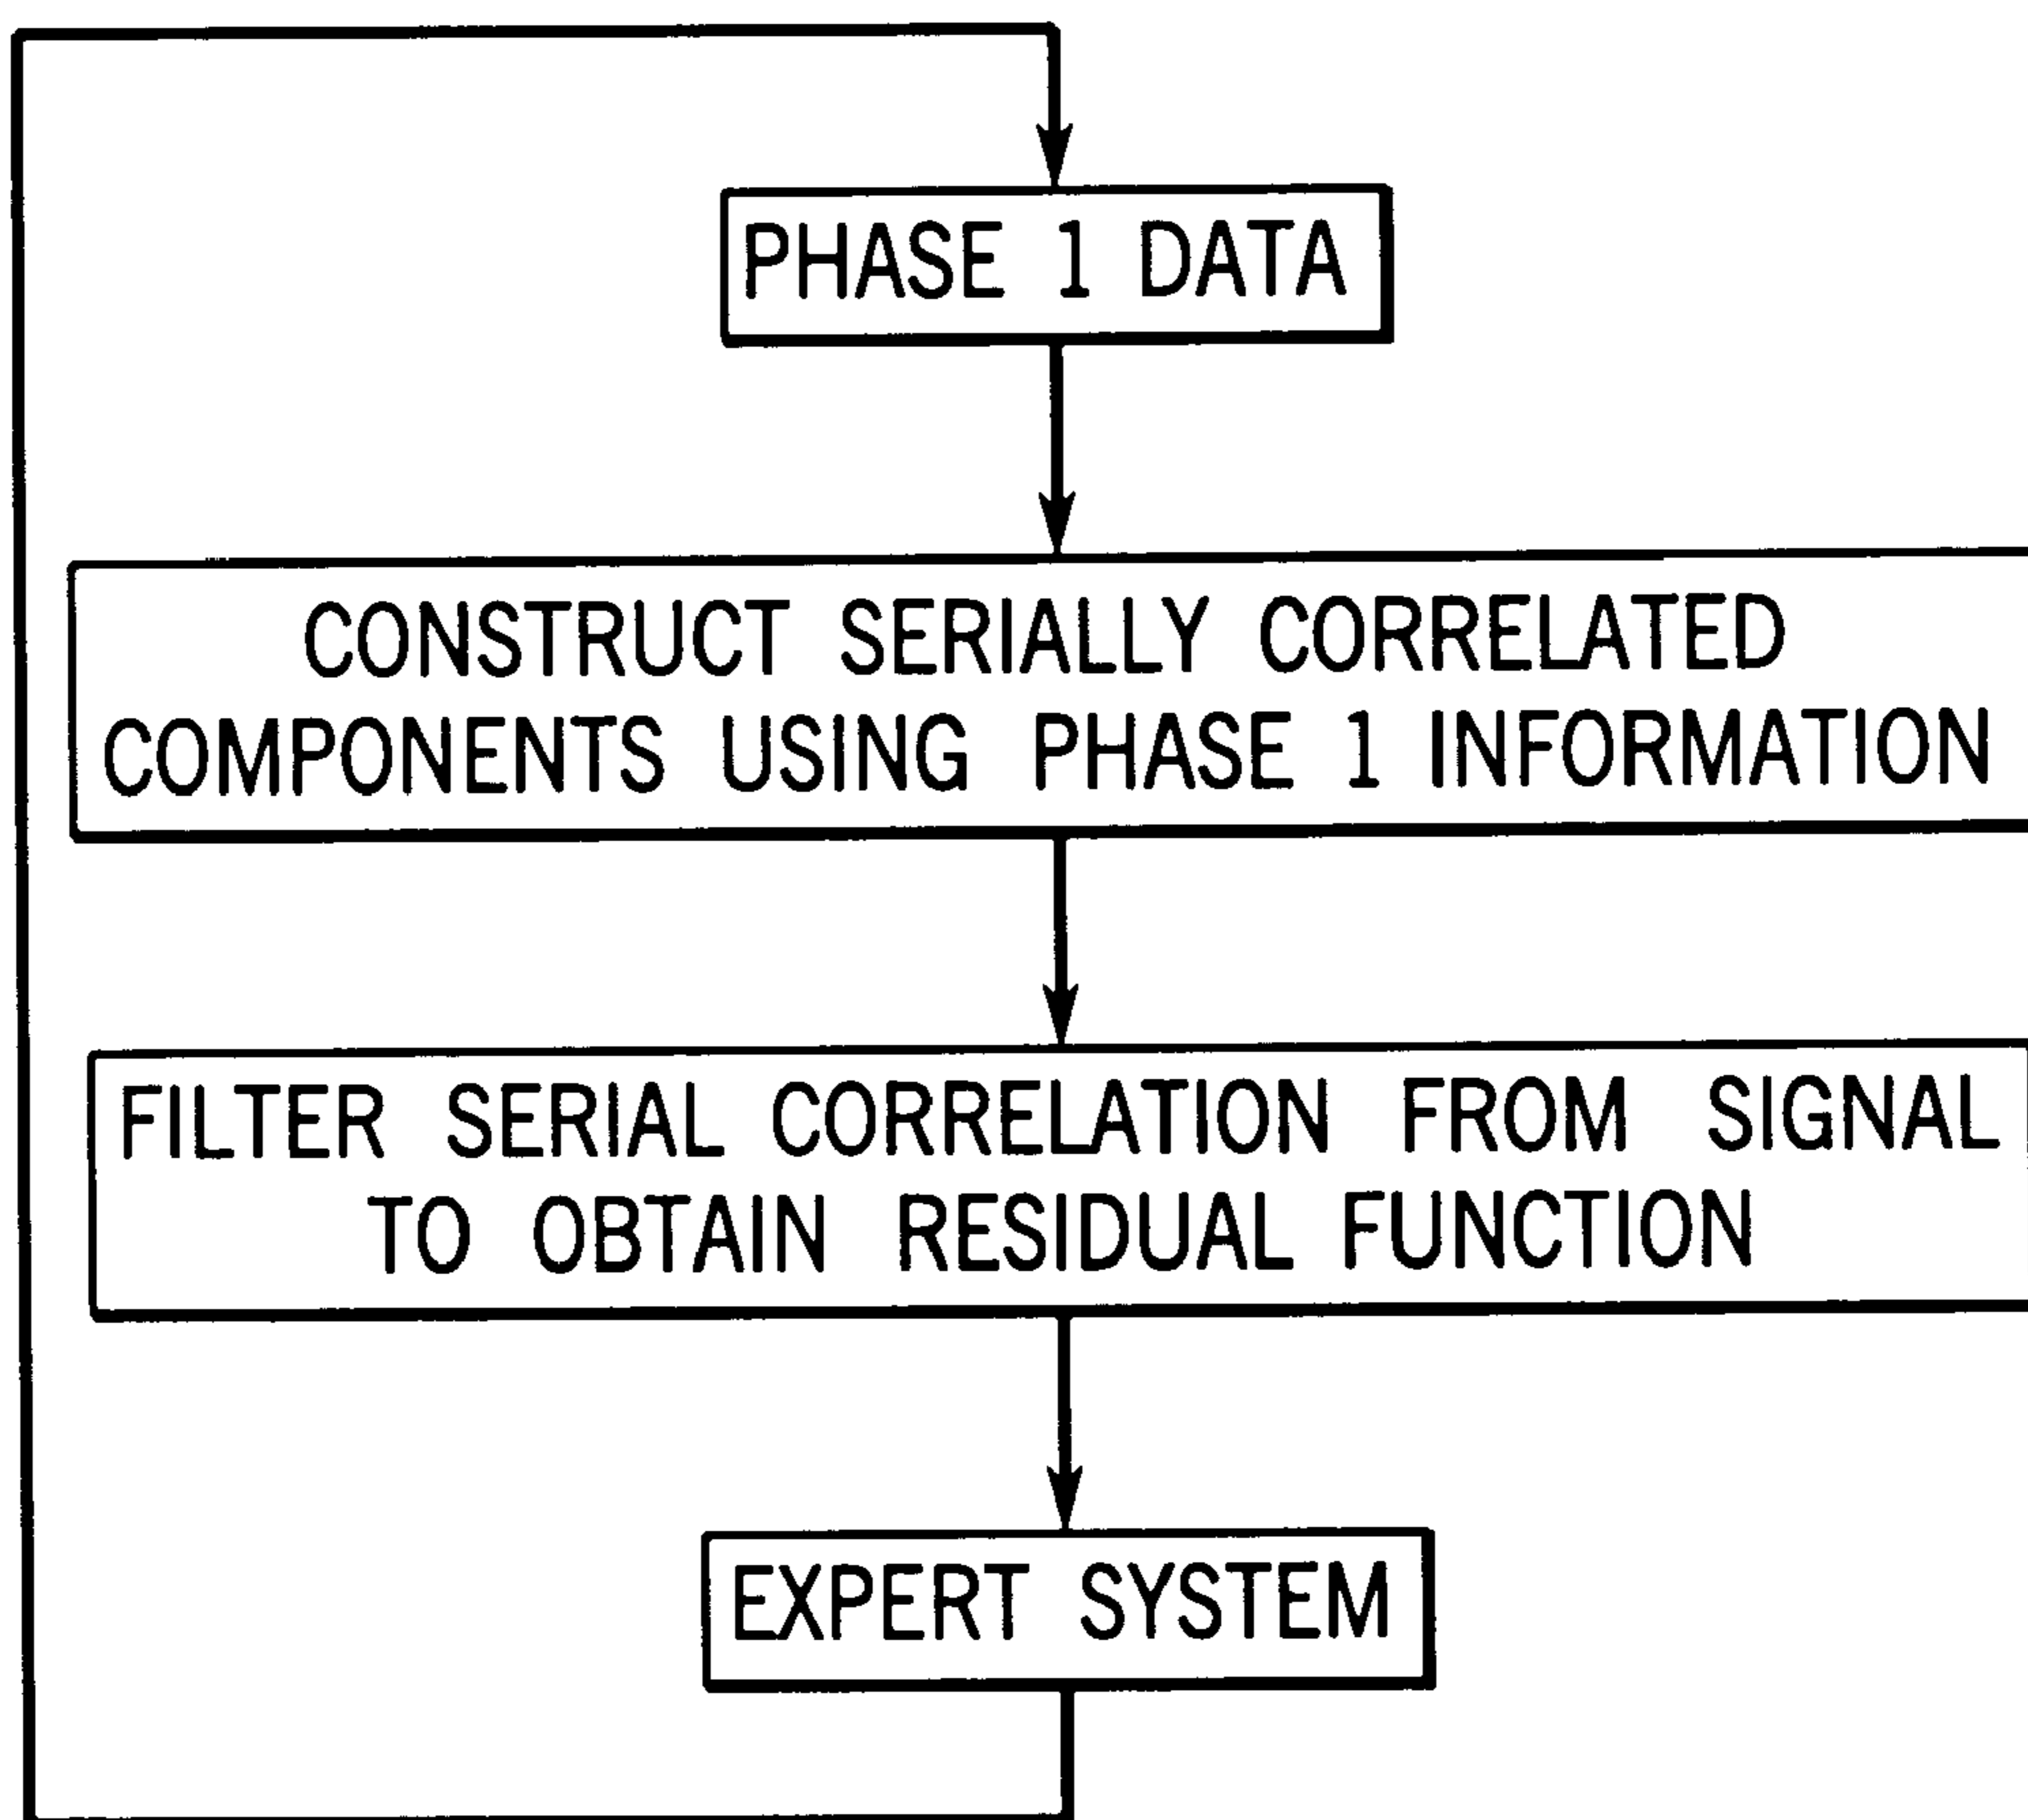 PHASE 1 DATA
CONSTRUCT SERIALLY CORRELATED
COMPONENTS USING PHASE 1 INFORMATION
FILTER SERIAL CORRELATION FROM SIGNAL
TO OBTAIN RESIDUAL FUNCTION
EXPERT SYSTEM